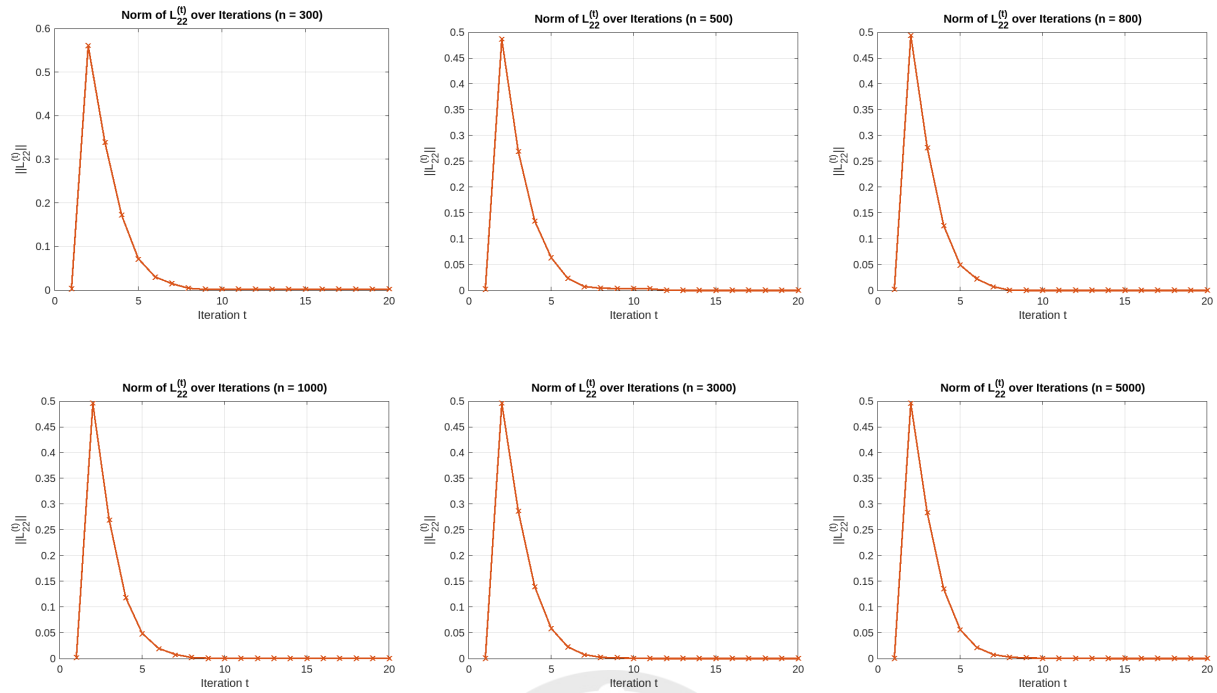 Norm of L₂₂⁽ᵗ⁾ over Iterations (n = 300)
0.6
0.5
0.4
0.3
0.2
0.1
0
||L₂₂⁽ᵗ⁾||
0 5 10 15 20
Iteration t
Norm of L₂₂⁽ᵗ⁾ over Iterations (n = 500)
0.5
0.45
0.4
0.35
0.3
0.25
0.2
0.15
0.1
0.05
0
||L₂₂⁽ᵗ⁾||
0 5 10 15 20
Iteration t
Norm of L₂₂⁽ᵗ⁾ over Iterations (n = 800)
0.5
0.45
0.4
0.35
0.3
0.25
0.2
0.15
0.1
0.05
0
||L₂₂⁽ᵗ⁾||
0 5 10 15 20
Iteration t
Norm of L₂₂⁽ᵗ⁾ over Iterations (n = 1000)
0.5
0.45
0.4
0.35
0.3
0.25
0.2
0.15
0.1
0.05
0
||L₂₂⁽ᵗ⁾||
0 5 10 15 20
Iteration t
Norm of L₂₂⁽ᵗ⁾ over Iterations (n = 3000)
0.5
0.45
0.4
0.35
0.3
0.25
0.2
0.15
0.1
0.05
0
||L₂₂⁽ᵗ⁾||
0 5 10 15 20
Iteration t
Norm of L₂₂⁽ᵗ⁾ over Iterations (n = 5000)
0.5
0.45
0.4
0.35
0.3
0.25
0.2
0.15
0.1
0.05
0
||L₂₂⁽ᵗ⁾||
0 5 10 15 20
Iteration t